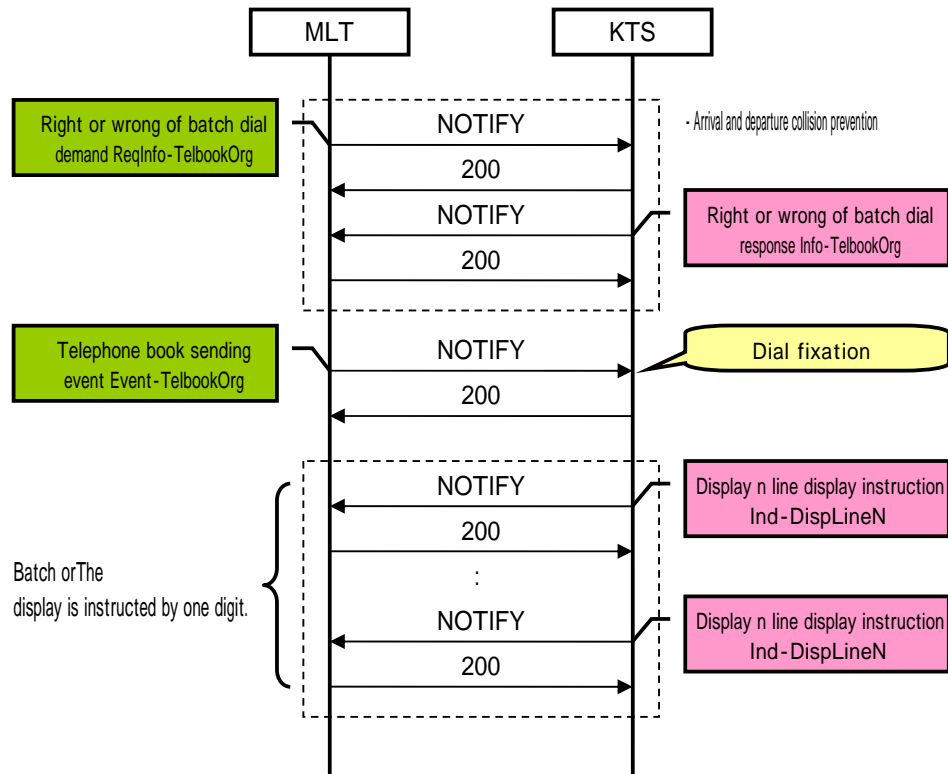 MLT
KTS
Right or wrong of batch dial
demand ReqInfo-TelbookOrg
NOTIFY
- Arrival and departure collision prevention
200
NOTIFY
Right or wrong of batch dial
response Info-TelbookOrg
200
Telephone book sending
event Event-TelbookOrg
NOTIFY
Dial fixation
200
NOTIFY
Display n line display instruction
Ind-DispLineN
200
:
Batch orThe
display is instructed by one digit.
NOTIFY
Display n line display instruction
Ind-DispLineN
200